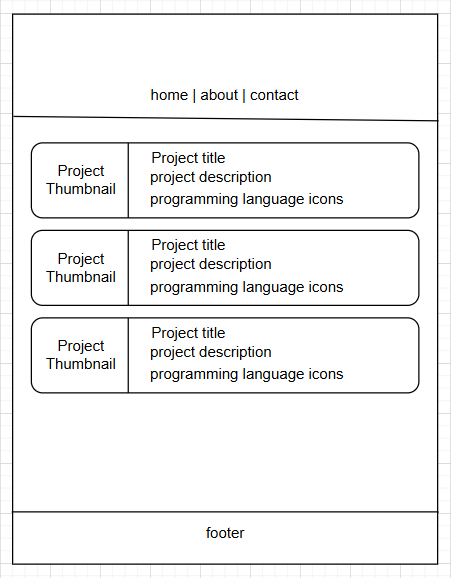 home | about | contact
Project
Thumbnail
Project title
project description
programming language icons
Project
Thumbnail
Project title
project description
programming language icons
Project
Thumbnail
Project title
project description
programming language icons
footer